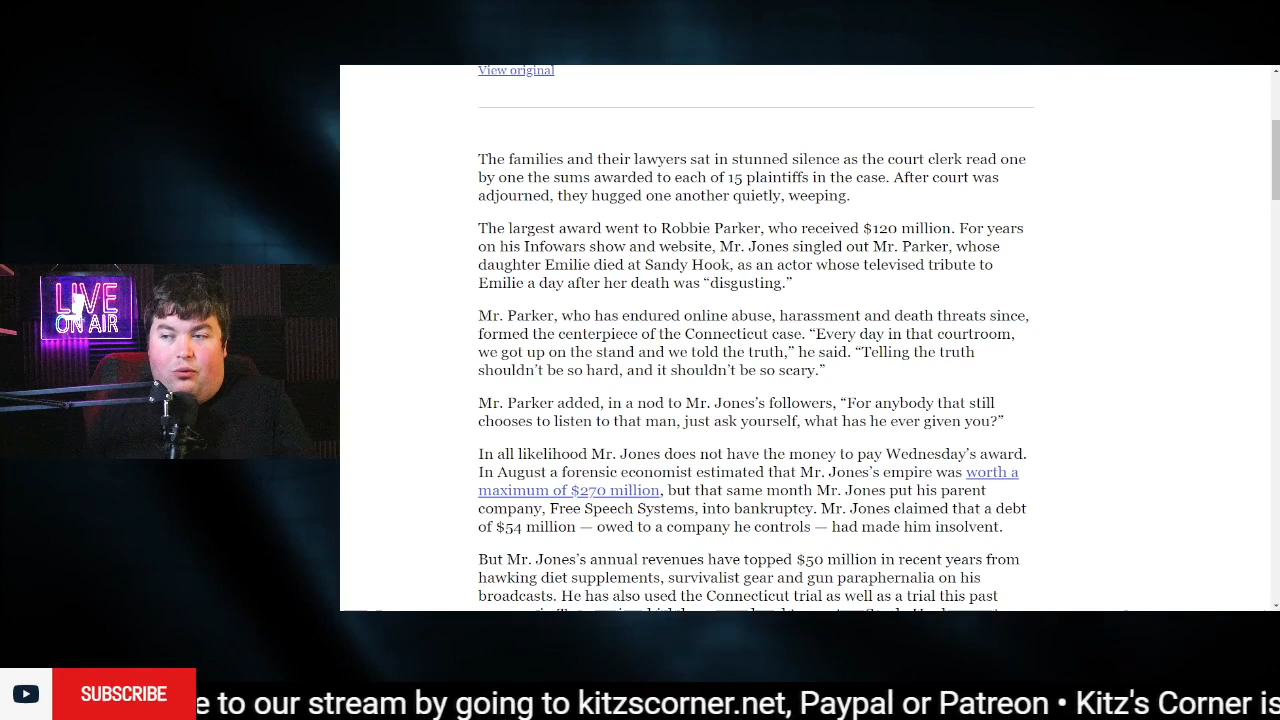 View original
The families and their lawyers sat in stunned silence as the court clerk read one
by one the sums awarded to each of 15 plaintiffs in the case. After court was
adjourned, they hugged one another quietly, weeping.
The largest award went to Robbie Parker, who received $120 million. For years
on his Infowars show and website, Mr. Jones singled out Mr. Parker, whose
daughter Emilie died at Sandy Hook, as an actor whose televised tribute to
Emilie a day after her death was “disgusting.”
Mr. Parker, who has endured online abuse, harassment and death threats since,
formed the centerpiece of the Connecticut case. “Every day in that courtroom,
we got up on the stand and we told the truth,” he said. “Telling the truth
shouldn’t be so hard, and it shouldn’t be so scary.”
Mr. Parker added, in a nod to Mr. Jones’s followers, “For anybody that still
chooses to listen to that man, just ask yourself, what has he ever given you?”
In all likelihood Mr. Jones does not have the money to pay Wednesday’s award.
In August a forensic economist estimated that Mr. Jones’s empire was worth a
maximum of $270 million, but that same month Mr. Jones put his parent
company, Free Speech Systems, into bankruptcy. Mr. Jones claimed that a debt
of $54 million — owed to a company he controls — had made him insolvent.
But Mr. Jones’s annual revenues have topped $50 million in recent years from
hawking diet supplements, survivalist gear and gun paraphernalia on his
broadcasts. He has also used the Connecticut trial as well as a trial this past
LIVE
ON AIR
SUBSCRIBE
e to our stream by going to kitzscorner.net, Paypal or Patreon • Kitz's Corner is